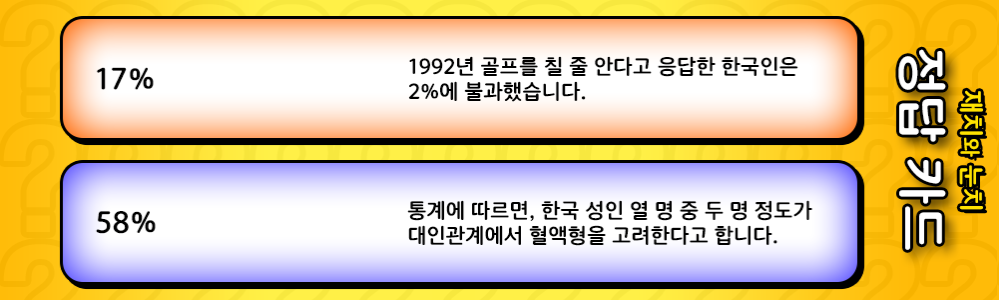 17%
1992년 골프를 칠 줄 안다고 응답한 한국인은
2%에 불과했습니다.
58%
통계에 따르면, 한국 성인 열 명 중 두 명 정도가
대인관계에서 혈액형을 고려한다고 합니다.
재치와 눈치
정답 카드